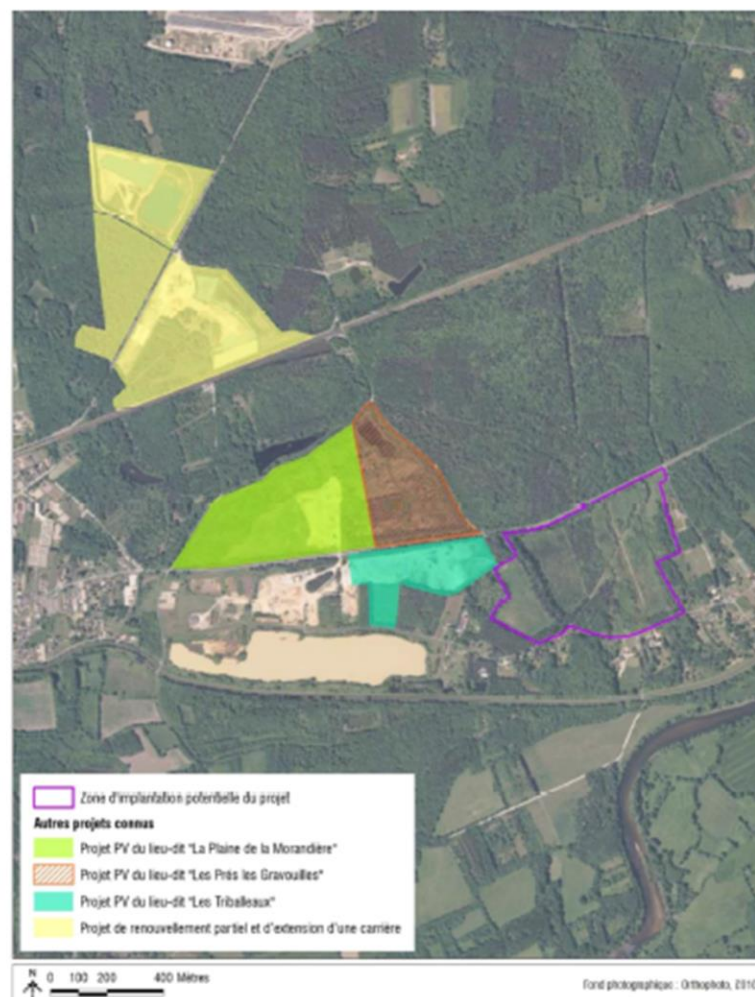 Zone d'implantation potentielle du projet
Autres projets connus
Projet PV du lieu-dit "La Plaine de la Morandière"
Projet PV du lieu-dit "Les Prés les Gravouilles"
Projet PV du lieu-dit "Les Triballeaux"
Projet de renouvellement partiel et d'extension d'une carrière
N 0 100 200 400 Mètres
Fond photographique : Orthophoto,